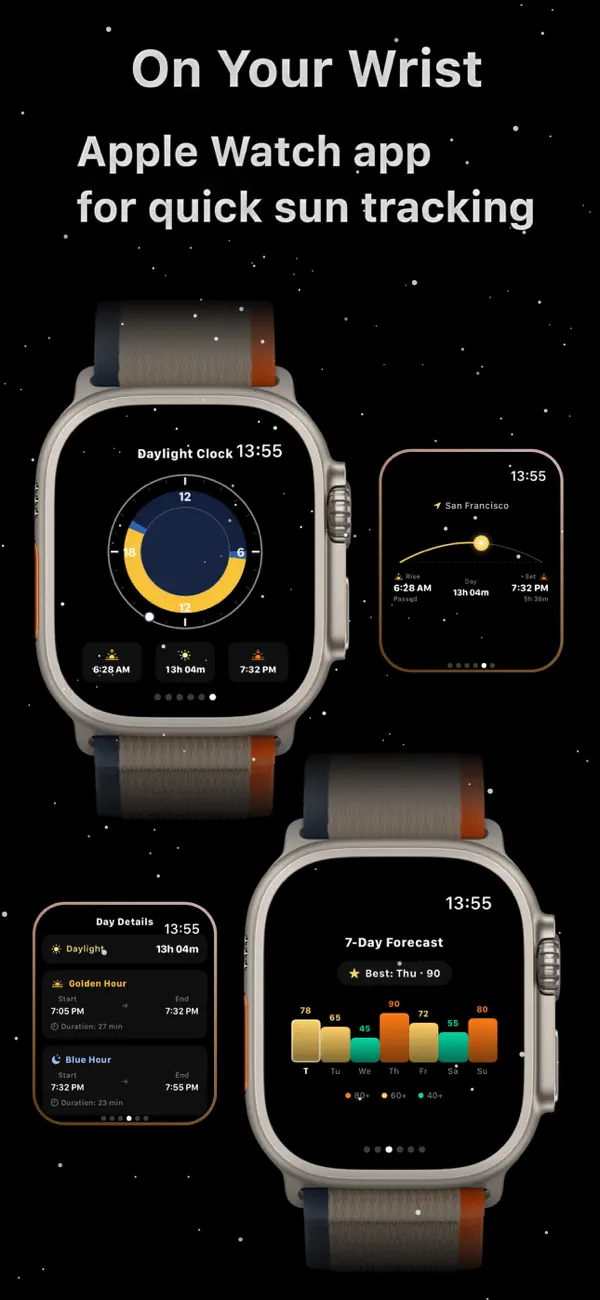 On Your Wrist
Apple Watch app
for quick sun tracking
Daylight Clock 13:55
12
18
6
12
6:28 AM
13h 04m
7:32 PM
13:55
San Francisco
Rise
Day
Set
6:28 AM
13h 04m
7:32 PM
Passed
5h 36m
Day Details
13:55
Daylight
13h 04m
Golden Hour
Start
End
7:05 PM
→
7:32 PM
Duration: 27 min
Blue Hour
Start
End
7:32 PM
→
7:55 PM
Duration: 23 min
13:55
7-Day Forecast
Best: Thu · 90
78
65
45
90
72
55
80
T
Tu
We
Th
Fr
Sa
Su
80+
60+
40+